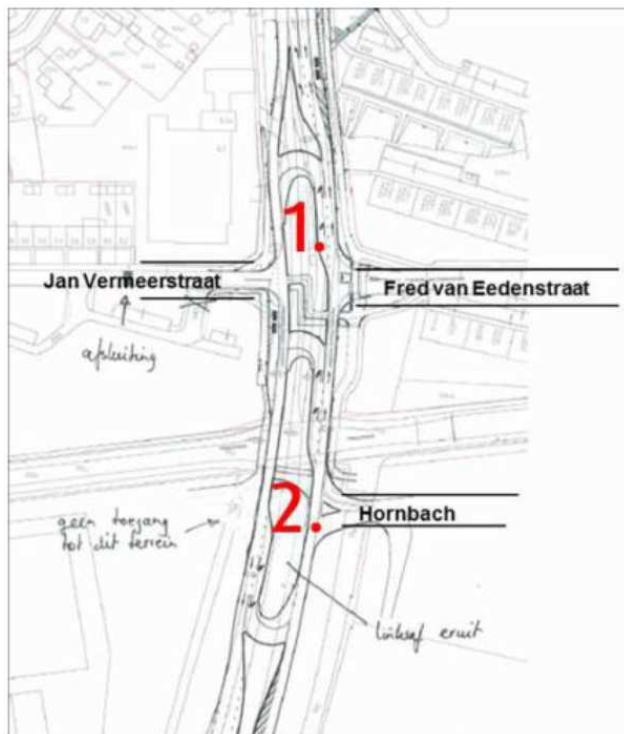 1.
Jan Vermeerstraat
Fred van Eedenstraat
afsluiting
2.
Hornbach
geen toegang
tot dit terrein
linksaf eruit